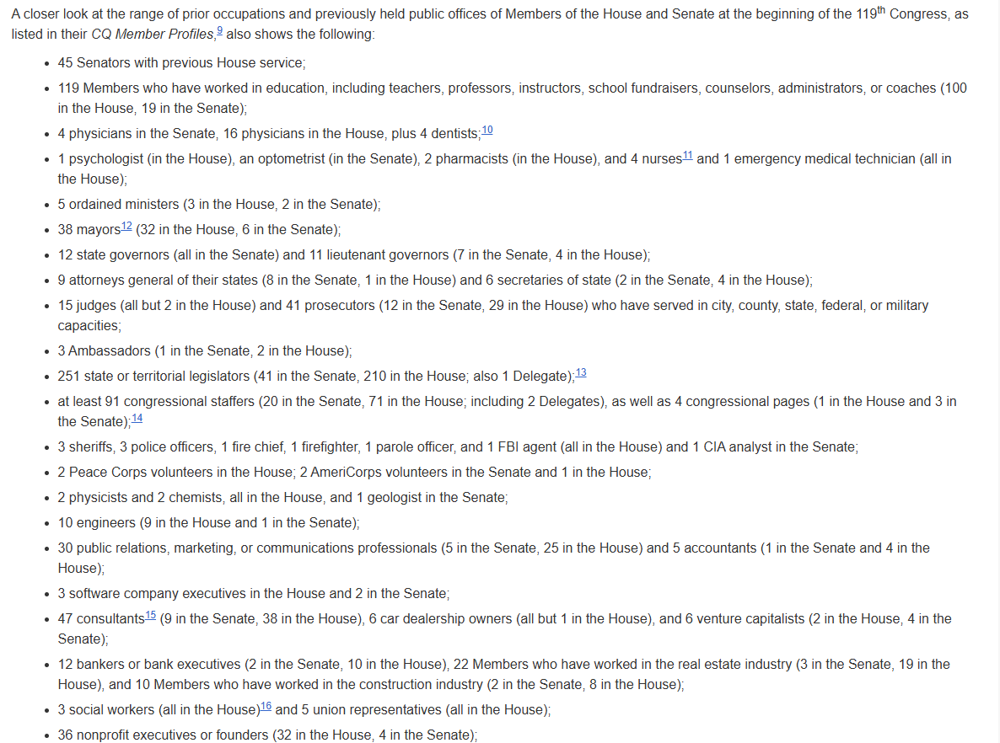 A closer look at the range of prior occupations and previously held public offices of Members of the House and Senate at the beginning of the 119th Congress, as
listed in their CQ Member Profiles,9 also shows the following:
• 45 Senators with previous House service;
• 119 Members who have worked in education, including teachers, professors, instructors, school fundraisers, counselors, administrators, or coaches (100
in the House, 19 in the Senate);
• 4 physicians in the Senate, 16 physicians in the House, plus 4 dentists;10
• 1 psychologist (in the House), an optometrist (in the Senate), 2 pharmacists (in the House), and 4 nurses11 and 1 emergency medical technician (all in
the House);
• 5 ordained ministers (3 in the House, 2 in the Senate);
• 38 mayors12 (32 in the House, 6 in the Senate);
• 12 state governors (all in the Senate) and 11 lieutenant governors (7 in the Senate, 4 in the House);
• 9 attorneys general of their states (8 in the Senate, 1 in the House) and 6 secretaries of state (2 in the Senate, 4 in the House);
• 15 judges (all but 2 in the House) and 41 prosecutors (12 in the Senate, 29 in the House) who have served in city, county, state, federal, or military
capacities;
• 3 Ambassadors (1 in the Senate, 2 in the House);
• 251 state or territorial legislators (41 in the Senate, 210 in the House; also 1 Delegate);13
• at least 91 congressional staffers (20 in the Senate, 71 in the House; including 2 Delegates), as well as 4 congressional pages (1 in the House and 3 in
the Senate);14
• 3 sheriffs, 3 police officers, 1 fire chief, 1 firefighter, 1 parole officer, and 1 FBI agent (all in the House) and 1 CIA analyst in the Senate;
• 2 Peace Corps volunteers in the House; 2 AmeriCorps volunteers in the Senate and 1 in the House;
• 2 physicists and 2 chemists, all in the House, and 1 geologist in the Senate;
• 10 engineers (9 in the House and 1 in the Senate);
• 30 public relations, marketing, or communications professionals (5 in the Senate, 25 in the House) and 5 accountants (1 in the Senate and 4 in the
House);
• 3 software company executives in the House and 2 in the Senate;
• 47 consultants15 (9 in the Senate, 38 in the House), 6 car dealership owners (all but 1 in the House), and 6 venture capitalists (2 in the House, 4 in the
Senate);
• 12 bankers or bank executives (2 in the Senate, 10 in the House), 22 Members who have worked in the real estate industry (3 in the Senate, 19 in the
House), and 10 Members who have worked in the construction industry (2 in the Senate, 8 in the House);
• 3 social workers (all in the House)16 and 5 union representatives (all in the House);
• 36 nonprofit executives or founders (32 in the House, 4 in the Senate);